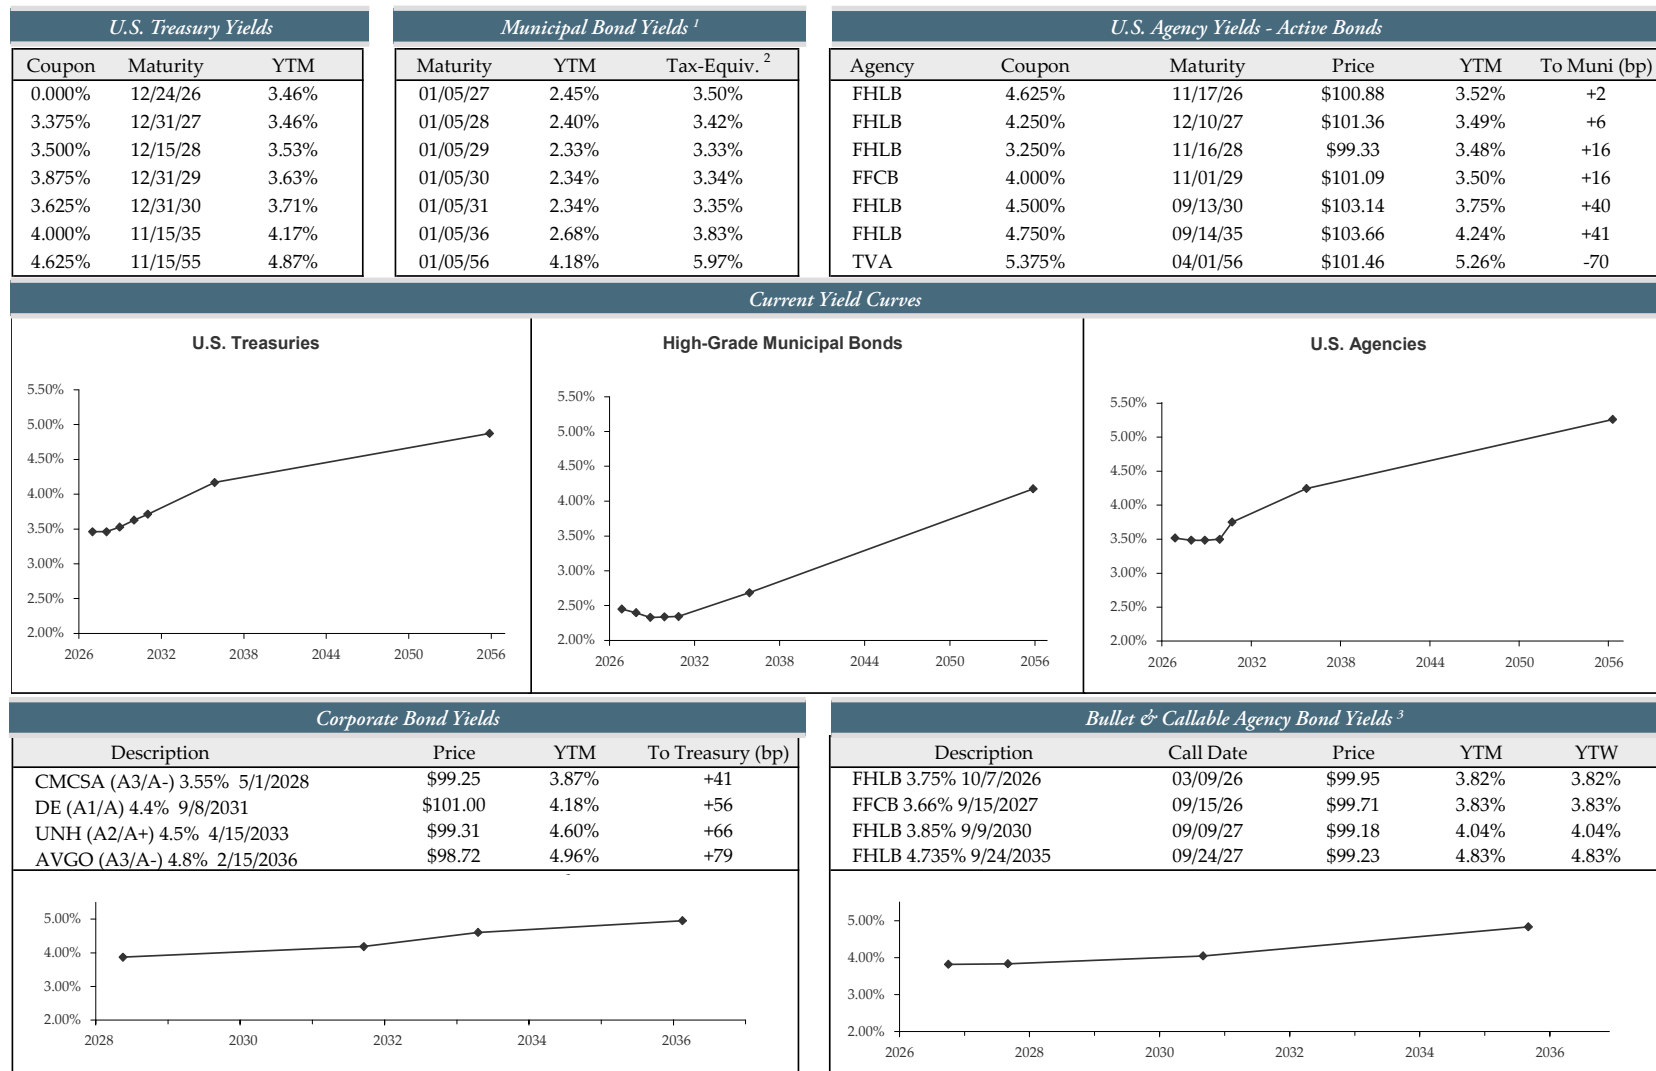 U.S. Treasury Yields
Coupon Maturity YTM
0.000% 12/24/26 3.46%
3.375% 12/31/27 3.46%
3.500% 12/15/28 3.53%
3.875% 12/31/29 3.63%
3.625% 12/31/30 3.71%
4.000% 11/15/35 4.17%
4.625% 11/15/55 4.87%
Municipal Bond Yields 1
Maturity YTM Tax-Equiv. 2
01/05/27 2.45% 3.50%
01/05/28 2.40% 3.42%
01/05/29 2.33% 3.33%
01/05/30 2.34% 3.34%
01/05/31 2.34% 3.35%
01/05/36 2.68% 3.83%
01/05/56 4.18% 5.97%
U.S. Agency Yields - Active Bonds
Agency Coupon Maturity Price YTM To Muni (bp)
FHLB 4.625% 11/17/26 $100.88 3.52% +2
FHLB 4.250% 12/10/27 $101.36 3.49% +6
FHLB 3.250% 11/16/28 $99.33 3.48% +16
FFCB 4.000% 11/01/29 $101.09 3.50% +16
FHLB 4.500% 09/13/30 $103.14 3.75% +40
FHLB 4.750% 09/14/35 $103.66 4.24% +41
TVA 5.375% 04/01/56 $101.46 5.26% -70
Current Yield Curves
U.S. Treasuries
5.50%
5.00%
4.50%
4.00%
3.50%
3.00%
2.50%
2.00%
2026 2032 2038 2044 2050 2056
High-Grade Municipal Bonds
5.50%
5.00%
4.50%
4.00%
3.50%
3.00%
2.50%
2.00%
2026 2032 2038 2044 2050 2056
U.S. Agencies
5.50%
5.00%
4.50%
4.00%
3.50%
3.00%
2.50%
2.00%
2026 2032 2038 2044 2050 2056
Corporate Bond Yields
Description Price YTM To Treasury (bp)
CMCSA (A3/A-) 3.55% 5/1/2028 $99.25 3.87% +41
DE (A1/A) 4.4% 9/8/2031 $101.00 4.18% +56
UNH (A2/A+) 4.5% 4/15/2033 $99.31 4.60% +66
AVGO (A3/A-) 4.8% 2/15/2036 $98.72 4.96% +79
5.00%
4.00%
3.00%
2.00%
2028 2030 2032 2034 2036
Bullet & Callable Agency Bond Yields 3
Description Call Date Price YTM YTW
FHLB 3.75% 10/7/2026 03/09/26 $99.95 3.82% 3.82%
FFCB 3.66% 9/15/2027 09/15/26 $99.71 3.83% 3.83%
FHLB 3.85% 9/9/2030 09/09/27 $99.18 4.04% 4.04%
FHLB 4.735% 9/24/2035 09/24/27 $99.23 4.83% 4.83%
5.00%
4.00%
3.00%
2.00%
2026 2028 2030 2032 2034 2036